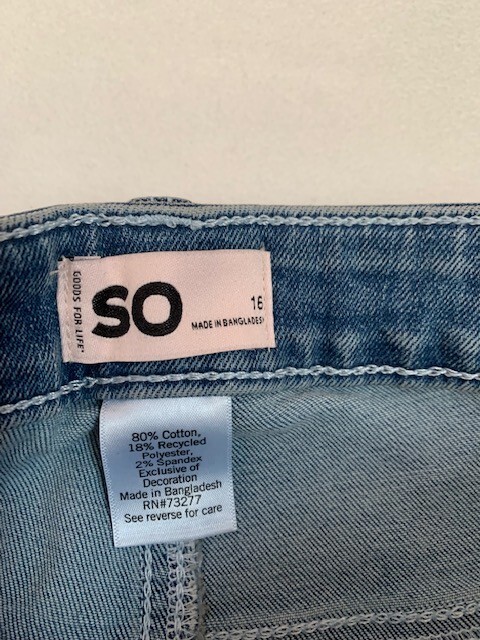 GOODS FOR LIFE™
SO
16
MADE IN BANGLADESH
80% Cotton,
18% Recycled
Polyester,
2% Spandex
Exclusive of
Decoration
Made in Bangladesh
RN#73277
See reverse for care